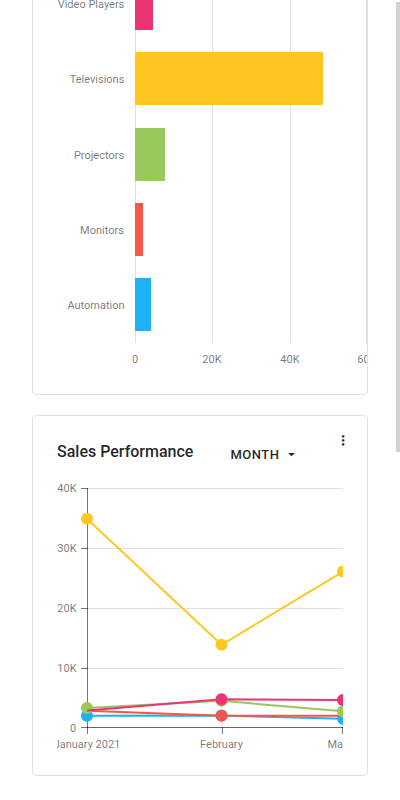 Video Players
Televisions
Projectors
Monitors
Automation
0 20K 40K 60
Sales Performance
MONTH
40K
30K
20K
10K
0
January 2021 February Ma